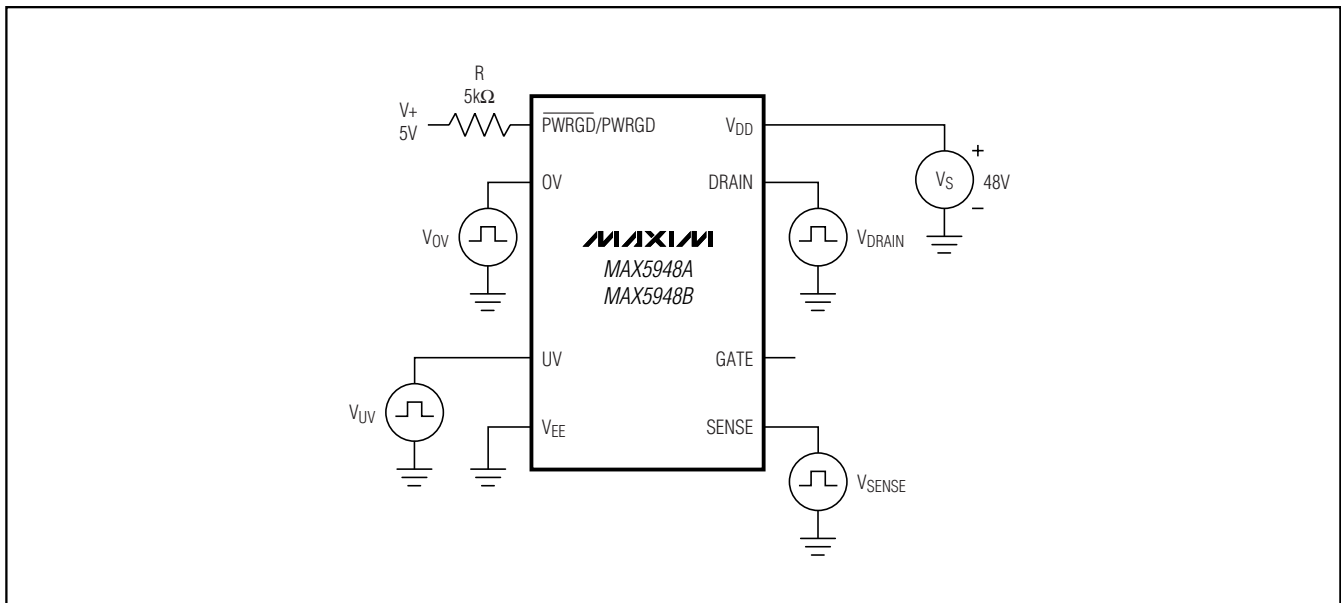 R
5kΩ
V+
5V
PWRGD/PWRGD
VDD
OV
DRAIN
VS
+
48V
−
VOV
VDRAIN
MAXIM
MAX5948A
MAX5948B
UV
GATE
VUV
VEE
SENSE
VSENSE